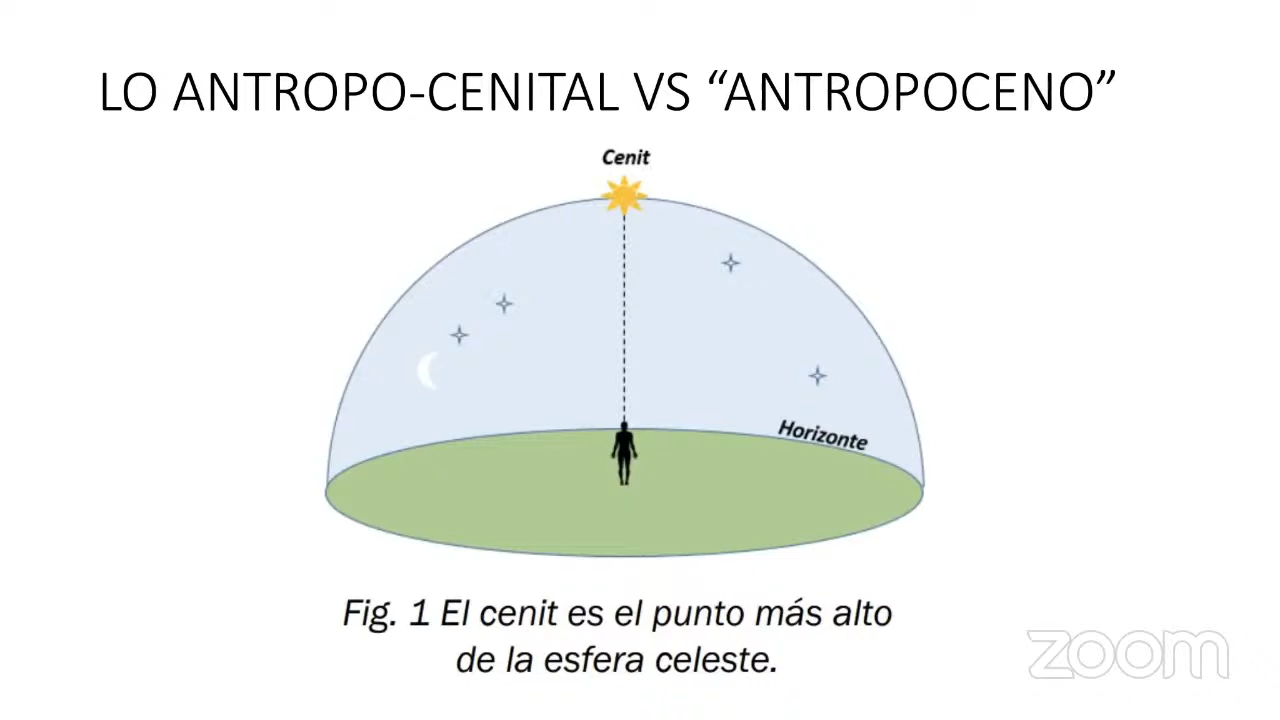 LO ANTROPO-CENITAL VS “ANTROPOCENO”
Cenit
Horizonte
Fig. 1 El cenit es el punto más alto
de la esfera celeste.
zoom